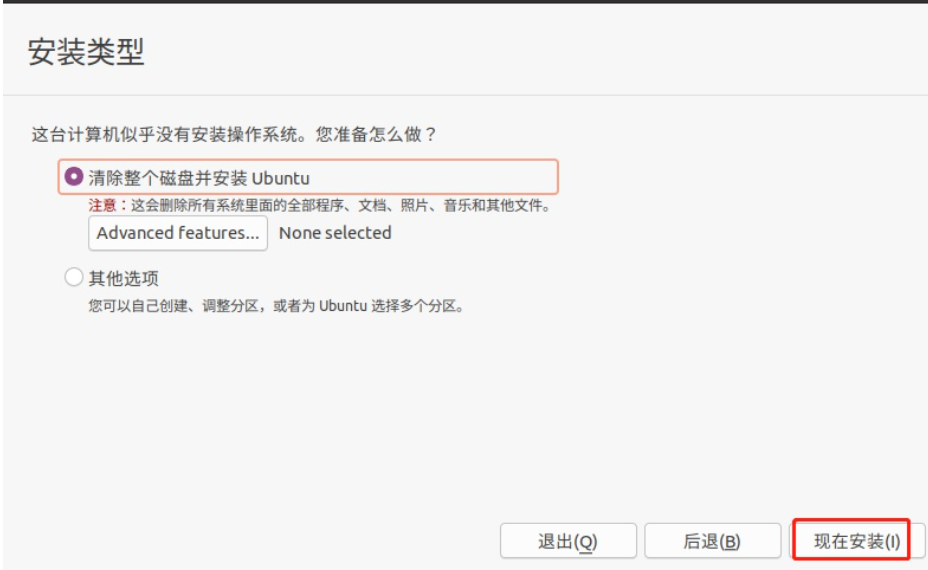 安装类型
这台计算机似乎没有安装操作系统。您准备怎么做？
清除整个磁盘并安装 Ubuntu
注意：这会删除所有系统里面的全部程序、文档、照片、音乐和其他文件。
Advanced features... None selected
其他选项
您可以自己创建、调整分区，或者为 Ubuntu 选择多个分区。
退出(Q) 后退(B) 现在安装(I)